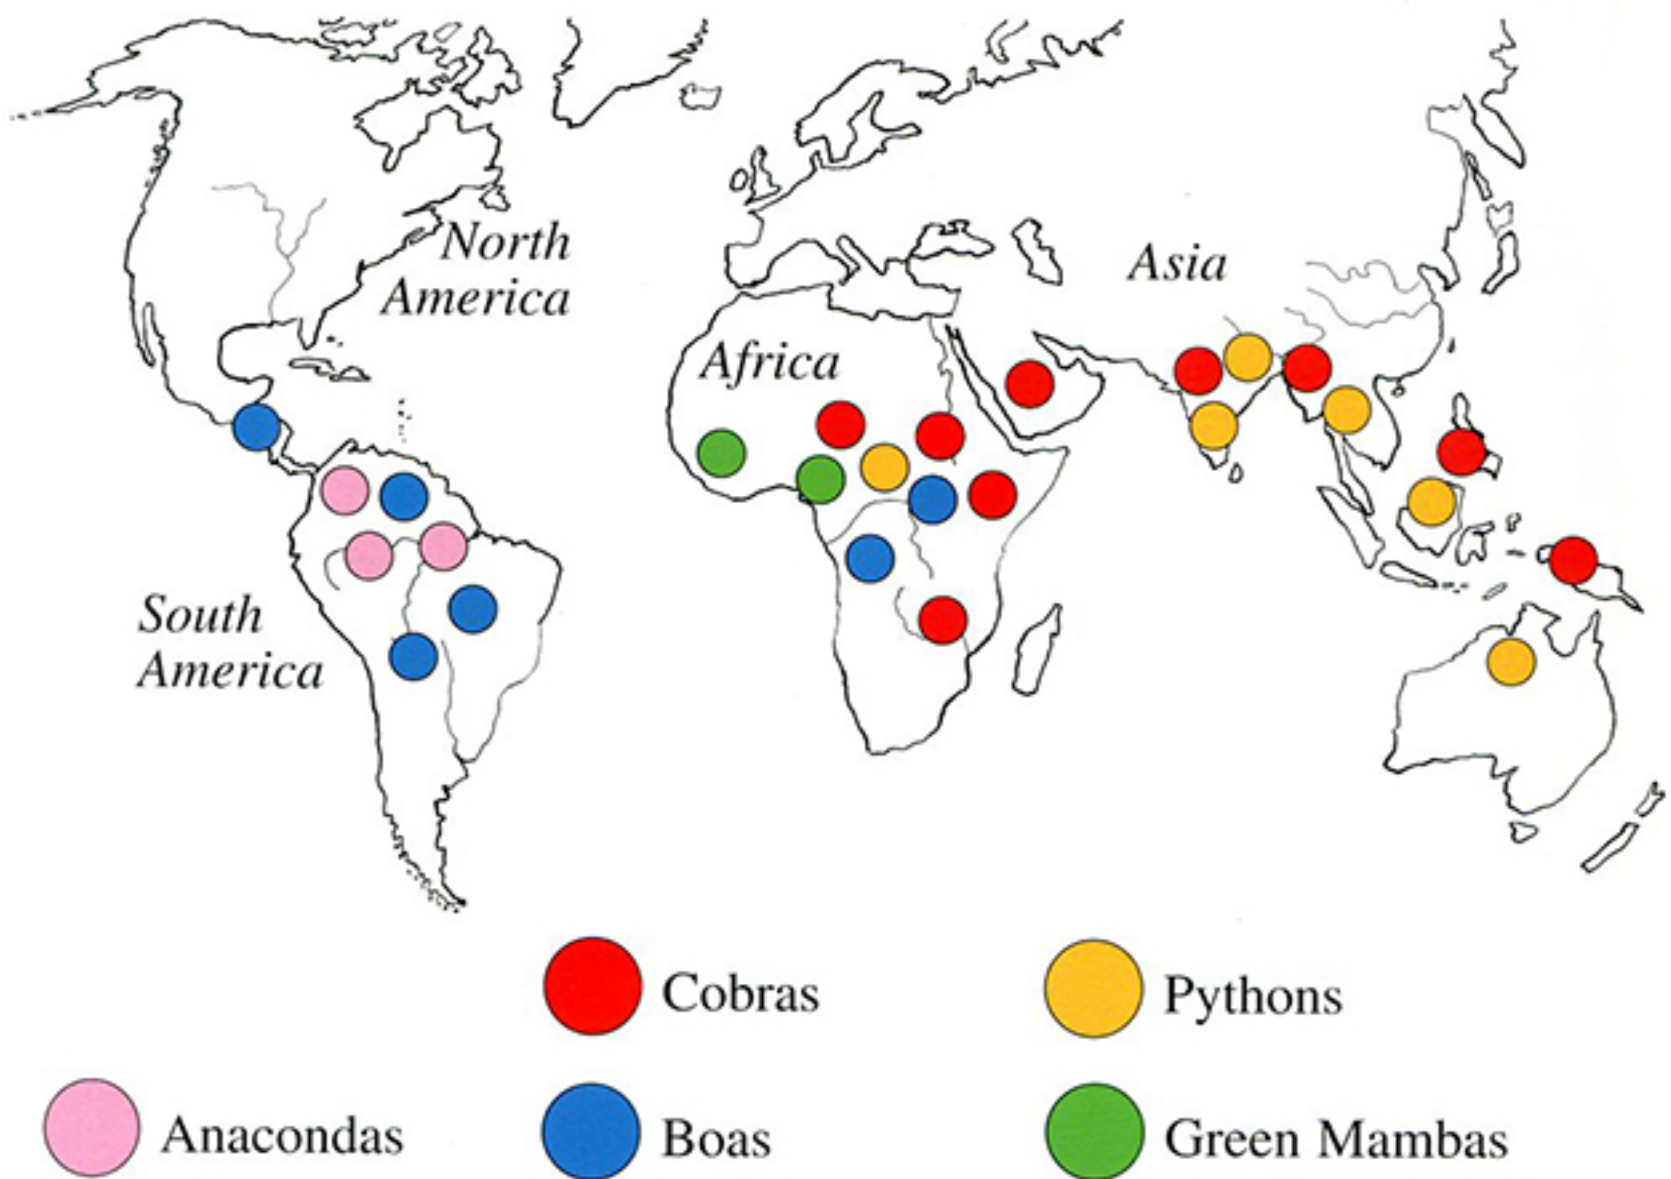 North
America
Asia
Africa
South
America
Cobras
Pythons
Anacondas
Boas
Green Mambas